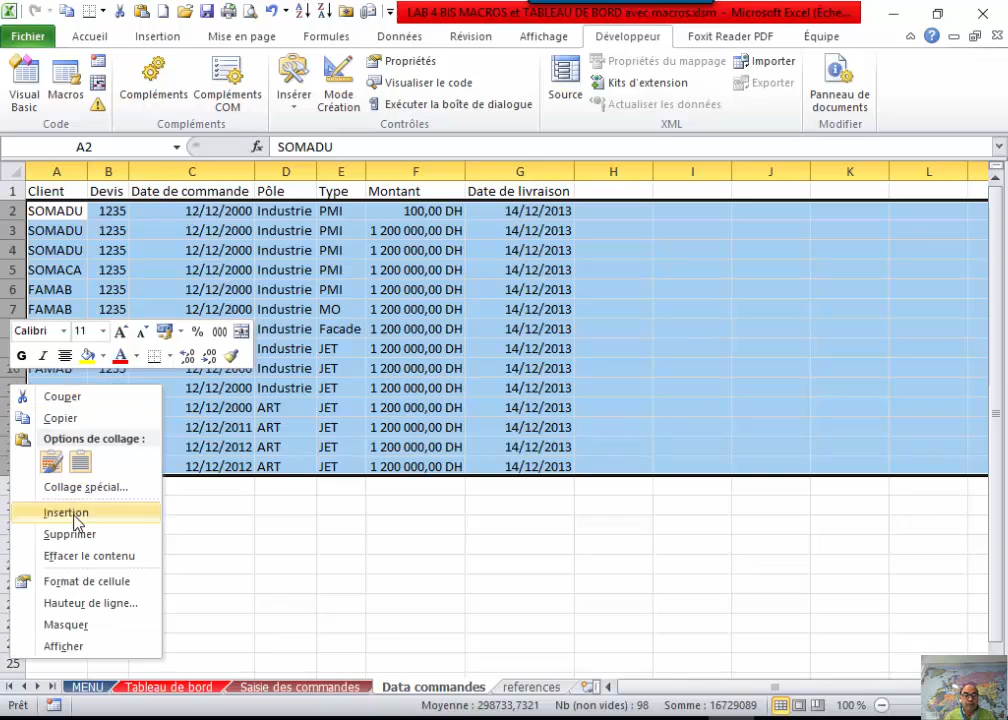 LAB 4 BIS MACROS et TABLEAU DE BORD avec macros.xlsm - Microsoft Excel (Éche
Fichier Accueil Insertion Mise en page Formules Données Révision Affichage Développeur Foxit Reader PDF Équipe
Visual Basic
Macros
Compléments
Compléments COM
Insérer
Mode Création
Propriétés
Visualiser le code
Exécuter la boîte de dialogue
Source
Propriétés du mappage
Kits d'extension
Actualiser les données
Importer
Exporter
Panneau de documents
Code Compléments Contrôles XML Modifier
A2 fx SOMADU
A B C D E F G H I J K L
1 Client Devis Date de commande Pôle Type Montant Date de livraison
2 SOMADU 1235 12/12/2000 Industrie PMI 100,00 DH 14/12/2013
3 SOMADU 1235 12/12/2000 Industrie PMI 1 200 000,00 DH 14/12/2013
4 SOMADU 1235 12/12/2000 Industrie PMI 1 200 000,00 DH 14/12/2013
5 SOMACA 1235 12/12/2000 Industrie PMI 1 200 000,00 DH 14/12/2013
6 FAMAB 1235 12/12/2000 Industrie PMI 1 200 000,00 DH 14/12/2013
7 FAMAB 1235 12/12/2000 Industrie MO 1 200 000,00 DH 14/12/2013
Calibri 11 A A % 000 Industrie Facade 1 200 000,00 DH 14/12/2013
G I A Industrie JET 1 200 000,00 DH 14/12/2013
FAMAB 1235 12/12/2000 Industrie JET 1 200 000,00 DH 14/12/2013
12/12/2000 Industrie JET 1 200 000,00 DH 14/12/2013
12/12/2000 ART JET 1 200 000,00 DH 14/12/2013
12/12/2011 ART JET 1 200 000,00 DH 14/12/2013
12/12/2012 ART JET 1 200 000,00 DH 14/12/2013
12/12/2012 ART JET 1 200 000,00 DH 14/12/2013
Couper
Copier
Options de collage :
Collage spécial...
Insertion
Supprimer
Effacer le contenu
Format de cellule
Hauteur de ligne...
Masquer
Afficher
25
MENU Tableau de bord Saisie des commandes Data commandes references
Prêt Moyenne : 298733,7321 Nb (non vides) : 98 Somme : 16729089 100 %